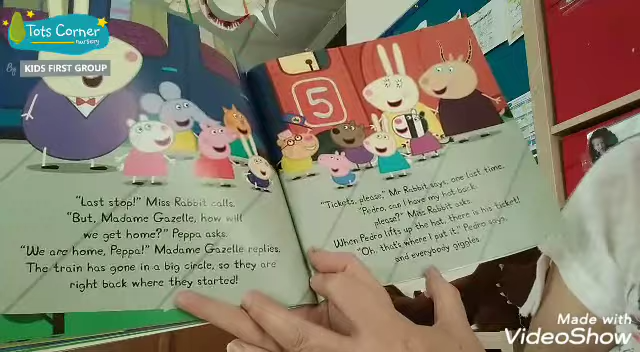 Tots Corner
nursery
By KIDS FIRST GROUP
"Last stop!" Miss Rabbit calls.
"But, Madame Gazelle, how will
we get home?" Peppa asks.
"We are home, Peppa!" Madame Gazelle replies.
The train has gone in a big circle, so they are
right back where they started!
5
"Tickets, please," Mr Rabbit says, one last time.
"Pedro, can I have my hat back,
please?" Miss Rabbit asks.
When Pedro lifts up the hat, there is his ticket!
"Oh, that's where I put it," Pedro says,
and everybody giggles.
Made with
VideoShow